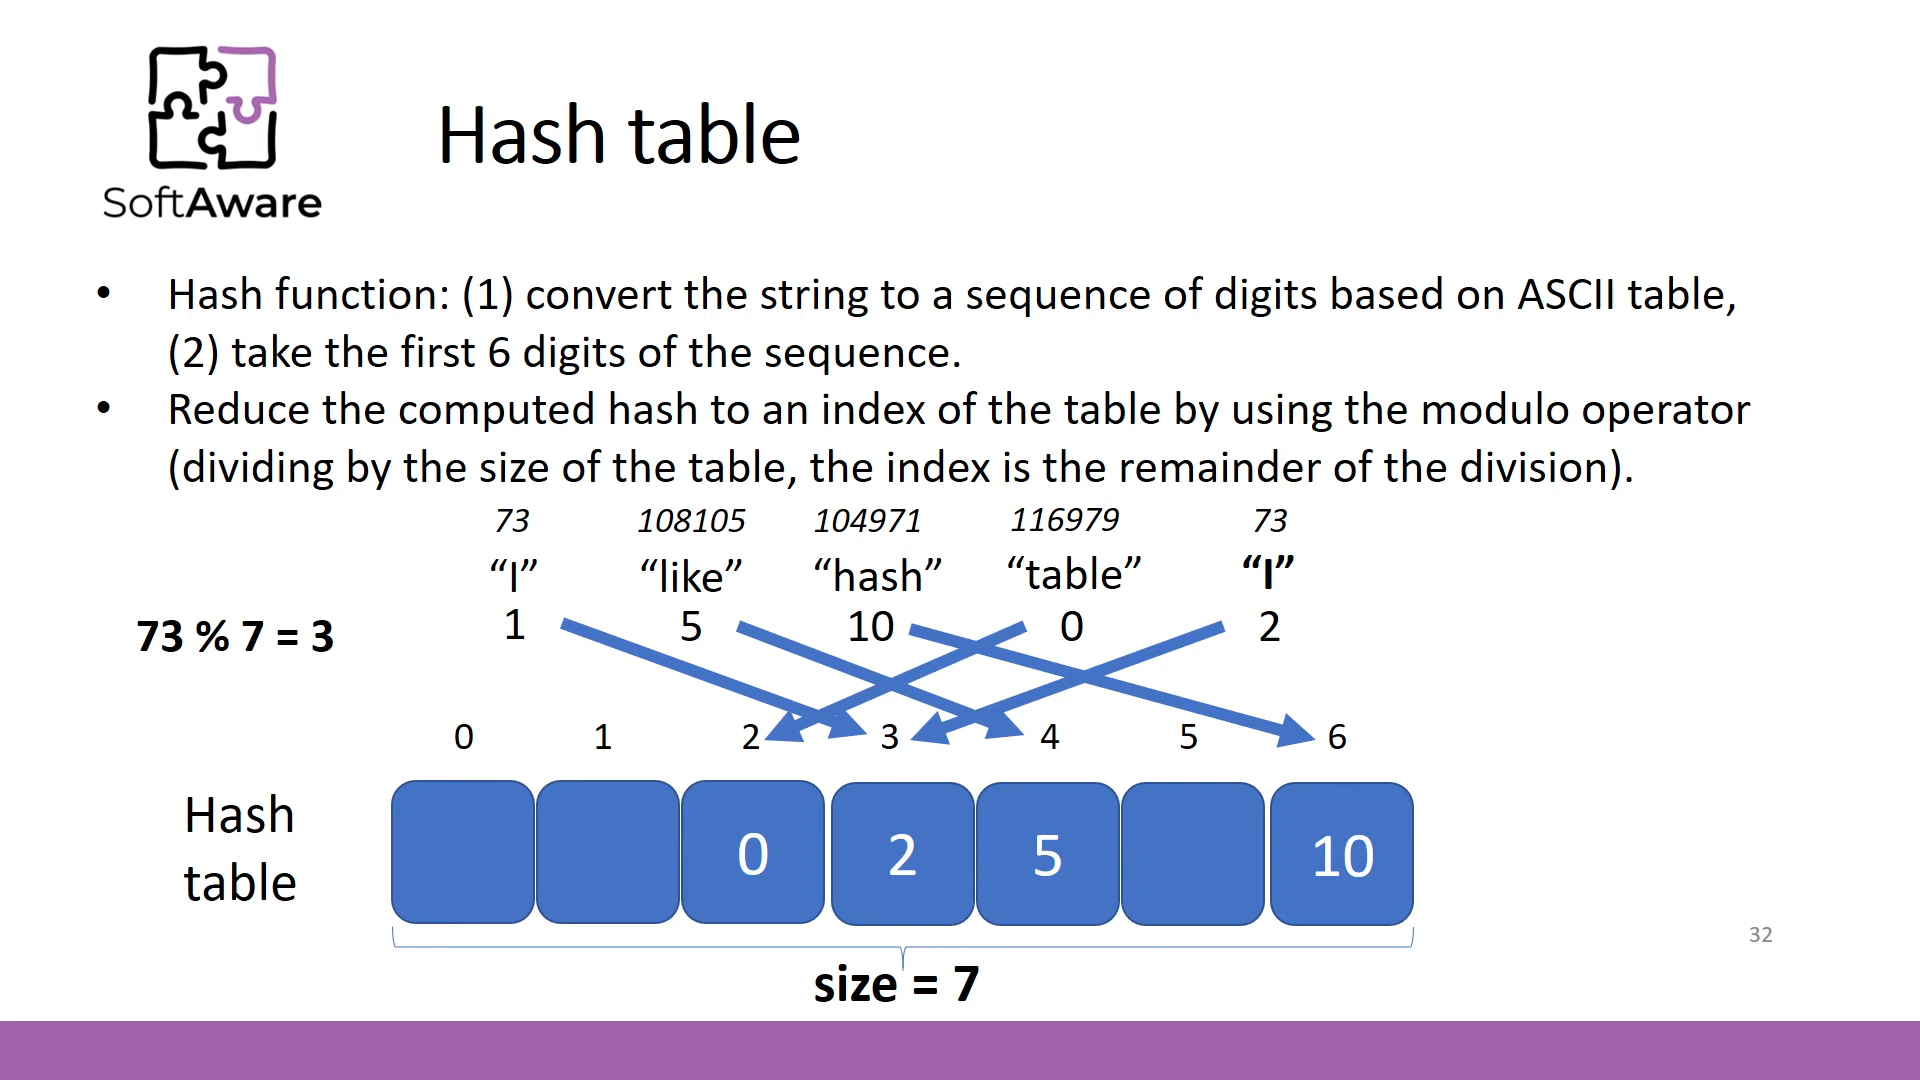 SoftAware
Hash table
• Hash function: (1) convert the string to a sequence of digits based on ASCII table,
(2) take the first 6 digits of the sequence.
• Reduce the computed hash to an index of the table by using the modulo operator
(dividing by the size of the table, the index is the remainder of the division).
73 108105 104971 116979 73
“I” “like” “hash” “table” “I”
73 % 7 = 3 1 5 10 0 2
0 1 2 3 4 5 6
Hash
table
0 2 5 10
32
size = 7